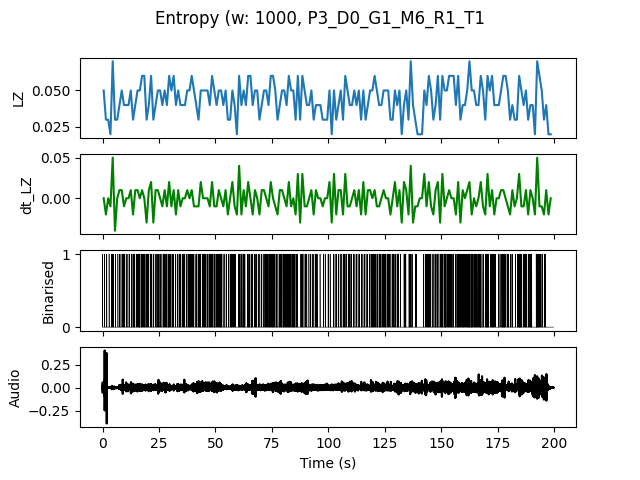 Entropy (w: 1000, P3_D0_G1_M6_R1_T1
LZ
0.050
0.025
dt_LZ
0.05
0.00
Binarised
1
0
Audio
0.25
0.00
−0.25
0 25 50 75 100 125 150 175 200
Time (s)